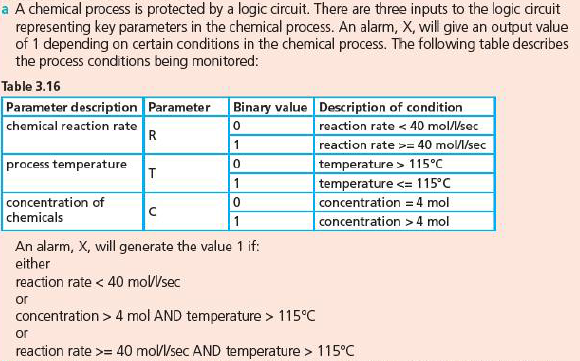 a A chemical process is protected by a logic circuit. There are three inputs to the logic circuit
representing key parameters in the chemical process. An alarm, X, will give an output value
of 1 depending on certain conditions in the chemical process. The following table describes
the process conditions being monitored:
Table 3.16
Parameter description Parameter Binary value Description of condition
chemical reaction rate R 0 reaction rate < 40 mol/l/sec
1 reaction rate >= 40 mol/l/sec
process temperature T 0 temperature > 115°C
1 temperature <= 115°C
concentration of chemicals C 0 concentration = 4 mol
1 concentration > 4 mol
An alarm, X, will generate the value 1 if:
either
reaction rate < 40 mol/l/sec
or
concentration > 4 mol AND temperature > 115°C
or
reaction rate >= 40 mol/l/sec AND temperature > 115°C